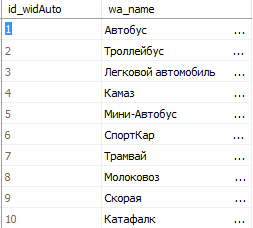 id_widAuto wa_name
1 Автобус ...
2 Троллейбус ...
3 Легковой автомобиль ...
4 Камаз ...
5 Мини-Автобус ...
6 СпортКар ...
7 Трамвай ...
8 Молоковоз ...
9 Скорая ...
10 Катафалк ...